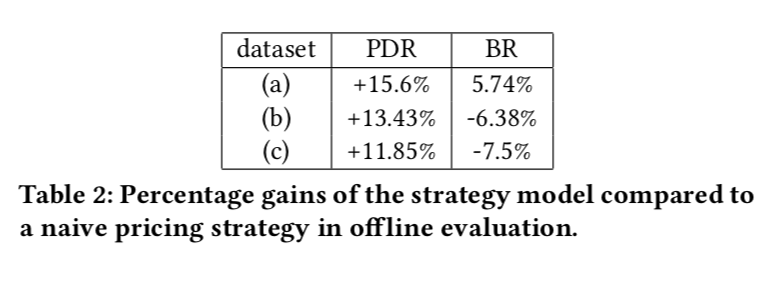 dataset PDR BR
(a) +15.6% 5.74%
(b) +13.43% -6.38%
(c) +11.85% -7.5%
Table 2: Percentage gains of the strategy model compared to
a naive pricing strategy in offline evaluation.